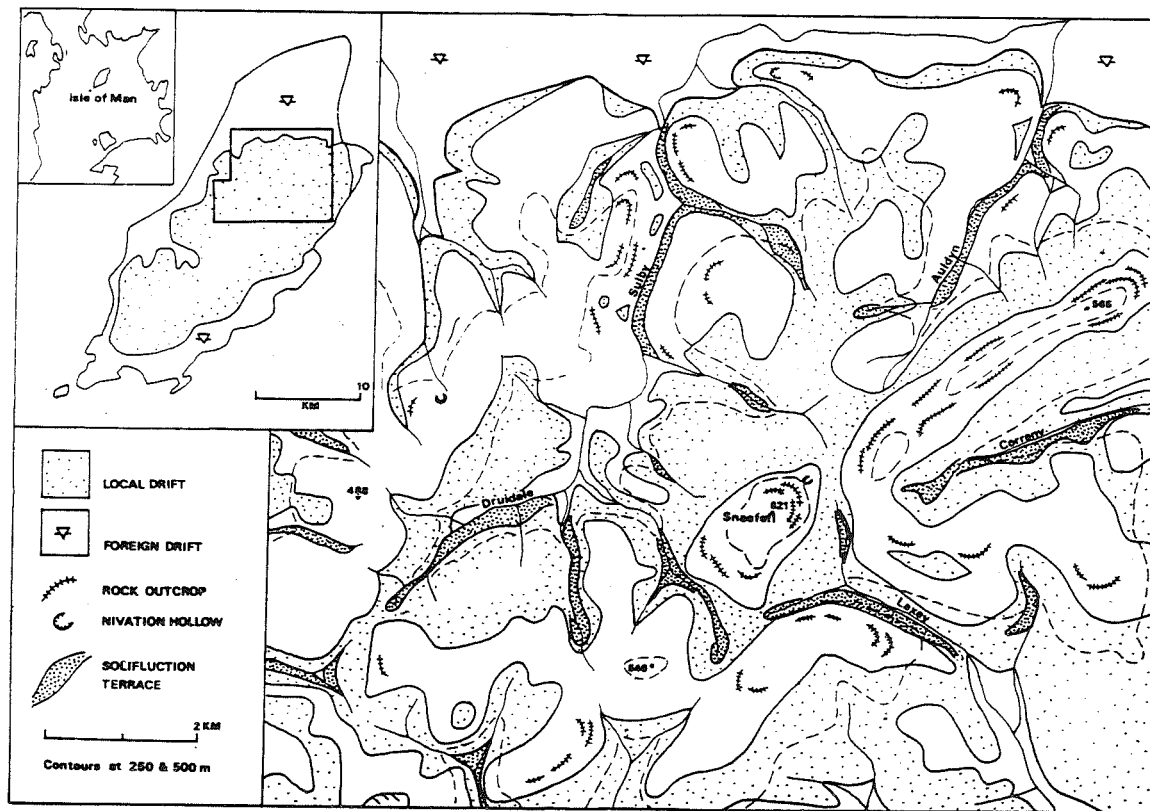 Isle of Man
10
KM
LOCAL DRIFT
FOREIGN DRIFT
ROCK OUTCROP
NIVATION HOLLOW
SOLIFLUCTION
TERRACE
2 KM
Contours at 250 & 500 m
Sulby
Auldryn
565
Corrany
488
Druidale
621
Snaefell
Laxey
546